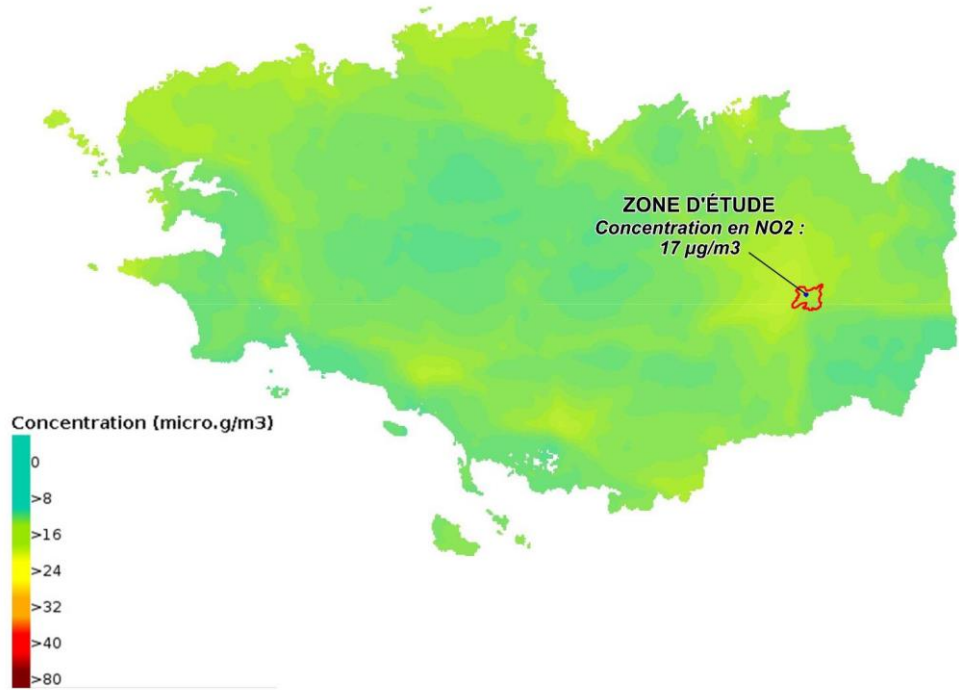 ZONE D'ÉTUDE
Concentration en NO2 :
17 µg/m3
Concentration (micro.g/m3)
0
>8
>16
>24
>32
>40
>80